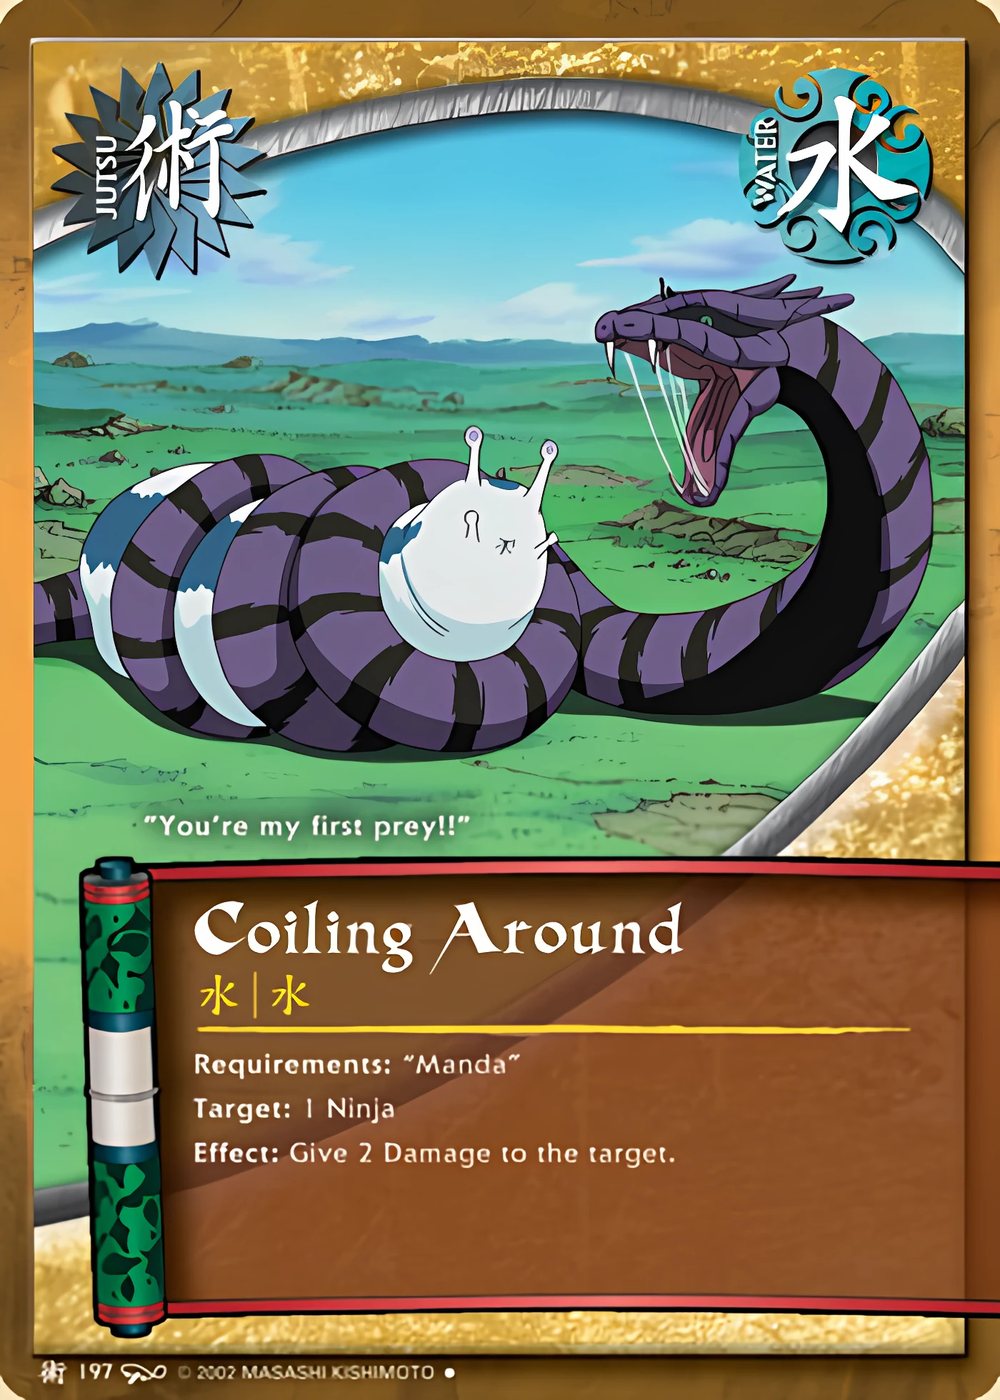 術
JUTSU
水
WATER
"You're my first prey!!"
Coiling Around
水 | 水
Requirements: "Manda"
Target: 1 Ninja
Effect: Give 2 Damage to the target.
術 197 © 2002 MASASHI KISHIMOTO